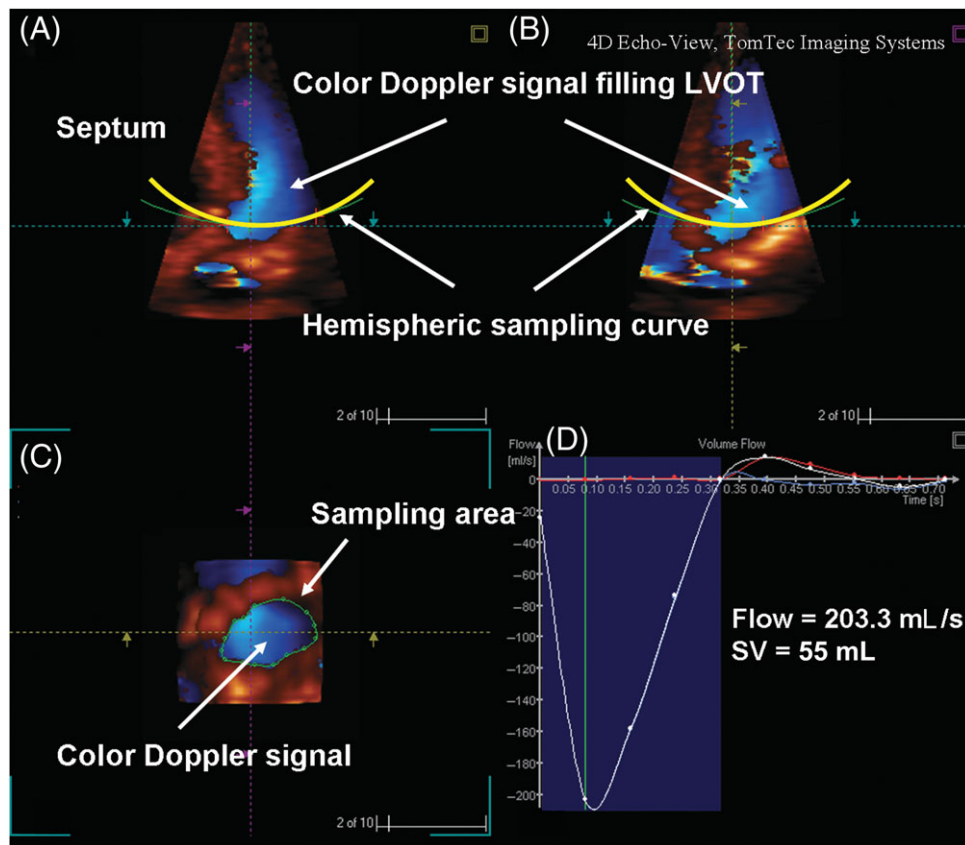 (A)
(B)
4D Echo-View, TomTec Imaging Systems
Color Doppler signal filling LVOT
Septum
Hemispheric sampling curve
2 of 10
2 of 10
(C)
Sampling area
Color Doppler signal
2 of 10
(D)
Flow
[ml/s]
Volume Flow
0
0.05 0.10 0.15 0.20 0.25 0.30 0.35 0.40 0.45 0.50 0.55 0.60 0.65 0.70
Time [s]
-20
-40
-60
-80
-100
-120
-140
-160
-180
-200
Flow = 203.3 mL/s
SV = 55 mL